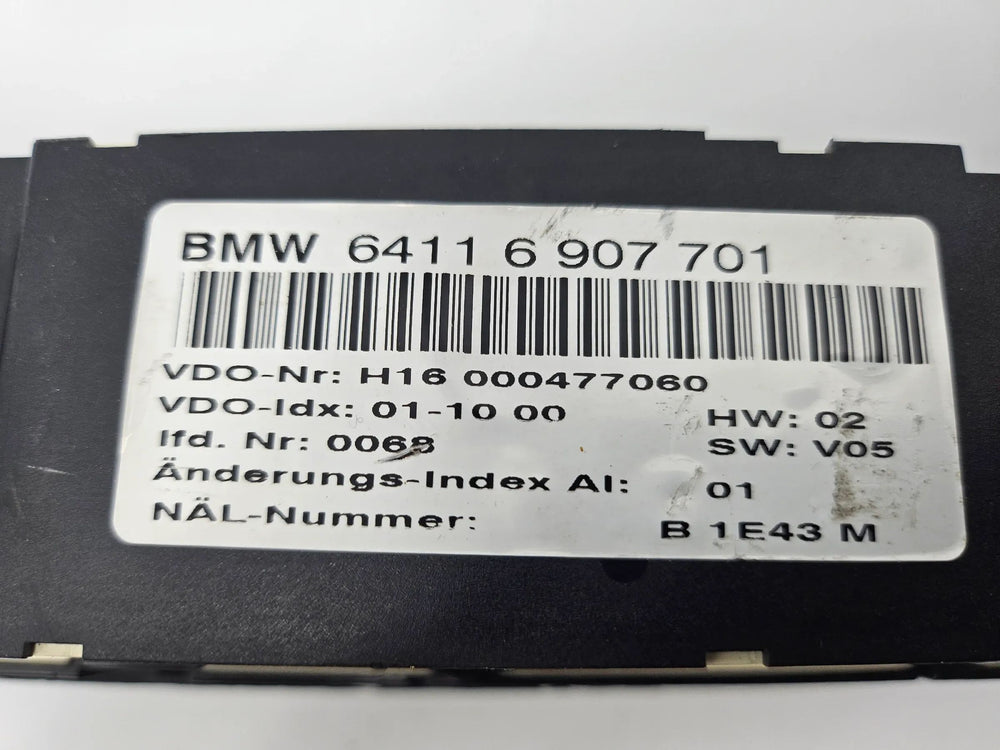 BMW 6411 6 907 701
VDO-Nr: H16 000477060
VDO-Idx: 01-10 00
HW: 02
lfd. Nr: 0068
SW: V05
Änderungs-Index AI: 01
NÄL-Nummer: B 1E43 M